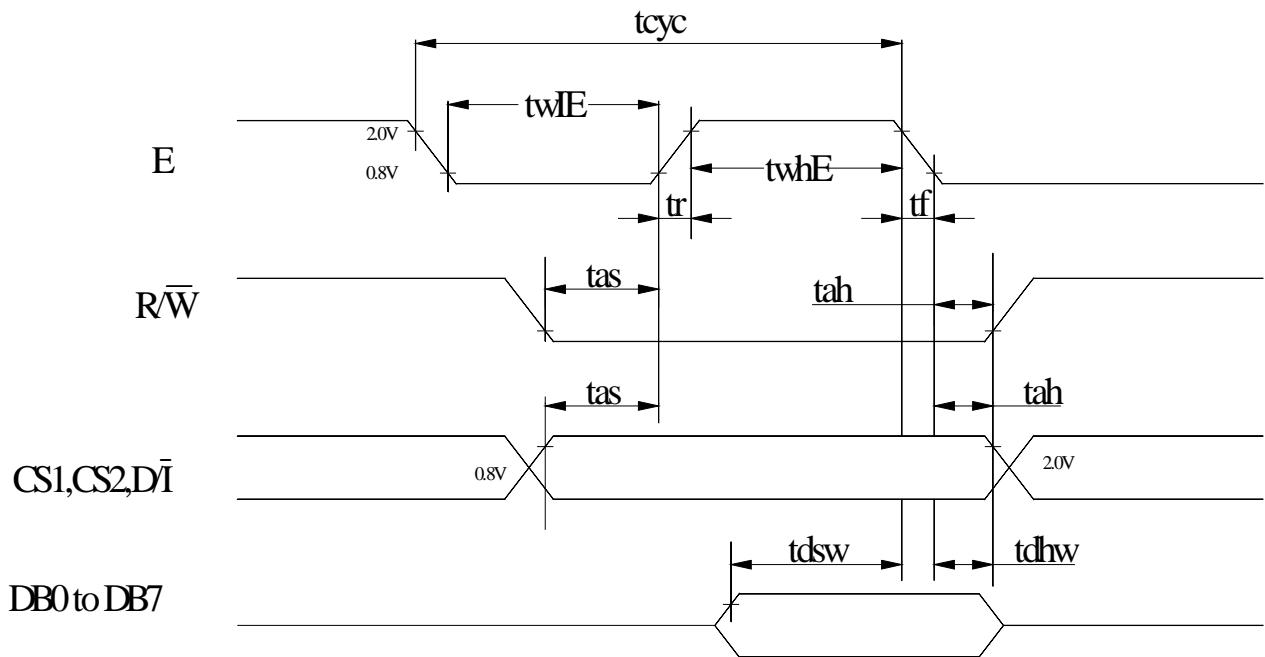 tcyc
twlE
2.0V
E
0.8V
twhE
tr
tf
tas
tah
R/W̅
tas
tah
0.8V
2.0V
CS1,CS2,D/I̅
tdsw
tdhw
DB0 to DB7